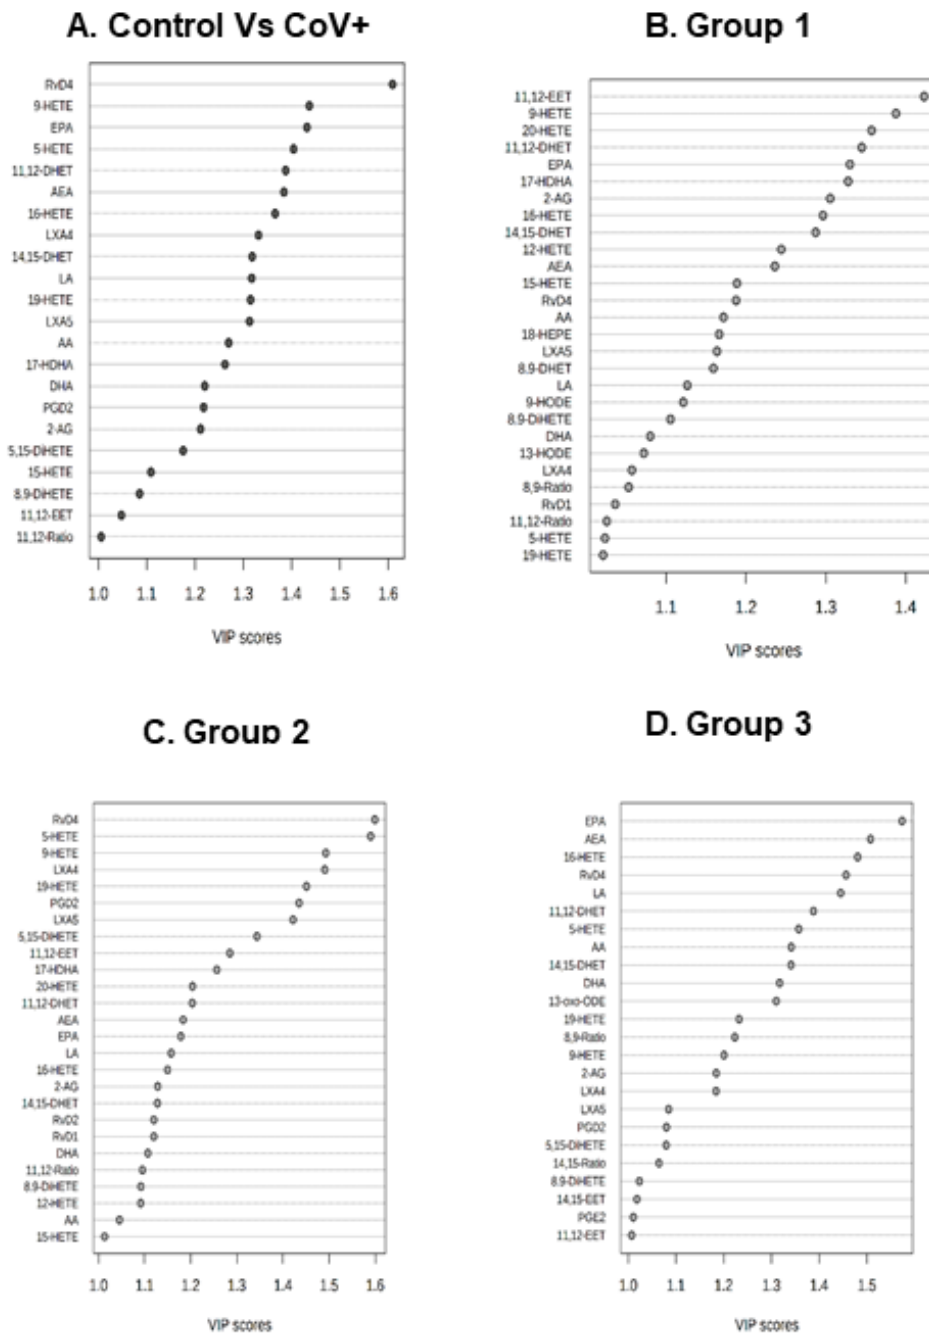 A. Control Vs CoV+
RvD4
9-HETE
EPA
5-HETE
11,12-DHET
AEA
16-HETE
LXA4
14,15-DHET
LA
19-HETE
LXA5
AA
17-HDHA
DHA
PGD2
2-AG
5,15-DiHETE
15-HETE
8,9-DiHETE
11,12-EET
11,12-Ratio
1.0 1.1 1.2 1.3 1.4 1.5 1.6
VIP scores
B. Group 1
11,12-EET
9-HETE
20-HETE
11,12-DHET
EPA
17-HDHA
2-AG
16-HETE
14,15-DHET
12-HETE
AEA
15-HETE
RvD4
AA
18-HEPE
LXA5
8,9-DHET
LA
9-HODE
8,9-DiHETE
DHA
13-HODE
LXA4
8,9-Ratio
RvD1
11,12-Ratio
5-HETE
19-HETE
1.1 1.2 1.3 1.4
VIP scores
C. Group 2
RvD4
5-HETE
9-HETE
LXA4
19-HETE
PGD2
LXA5
5,15-DiHETE
11,12-EET
17-HDHA
20-HETE
11,12-DHET
AEA
EPA
LA
16-HETE
2-AG
14,15-DHET
RvD2
RvD1
DHA
11,12-Ratio
8,9-DiHETE
12-HETE
AA
15-HETE
1.0 1.1 1.2 1.3 1.4 1.5 1.6
VIP scores
D. Group 3
EPA
AEA
16-HETE
RvD4
LA
11,12-DHET
5-HETE
AA
14,15-DHET
DHA
13-oxo-ODE
19-HETE
8,9-Ratio
9-HETE
2-AG
LXA4
LXA5
PGD2
5,15-DiHETE
14,15-Ratio
8,9-DiHETE
14,15-EET
PGE2
11,12-EET
1.0 1.1 1.2 1.3 1.4 1.5
VIP scores